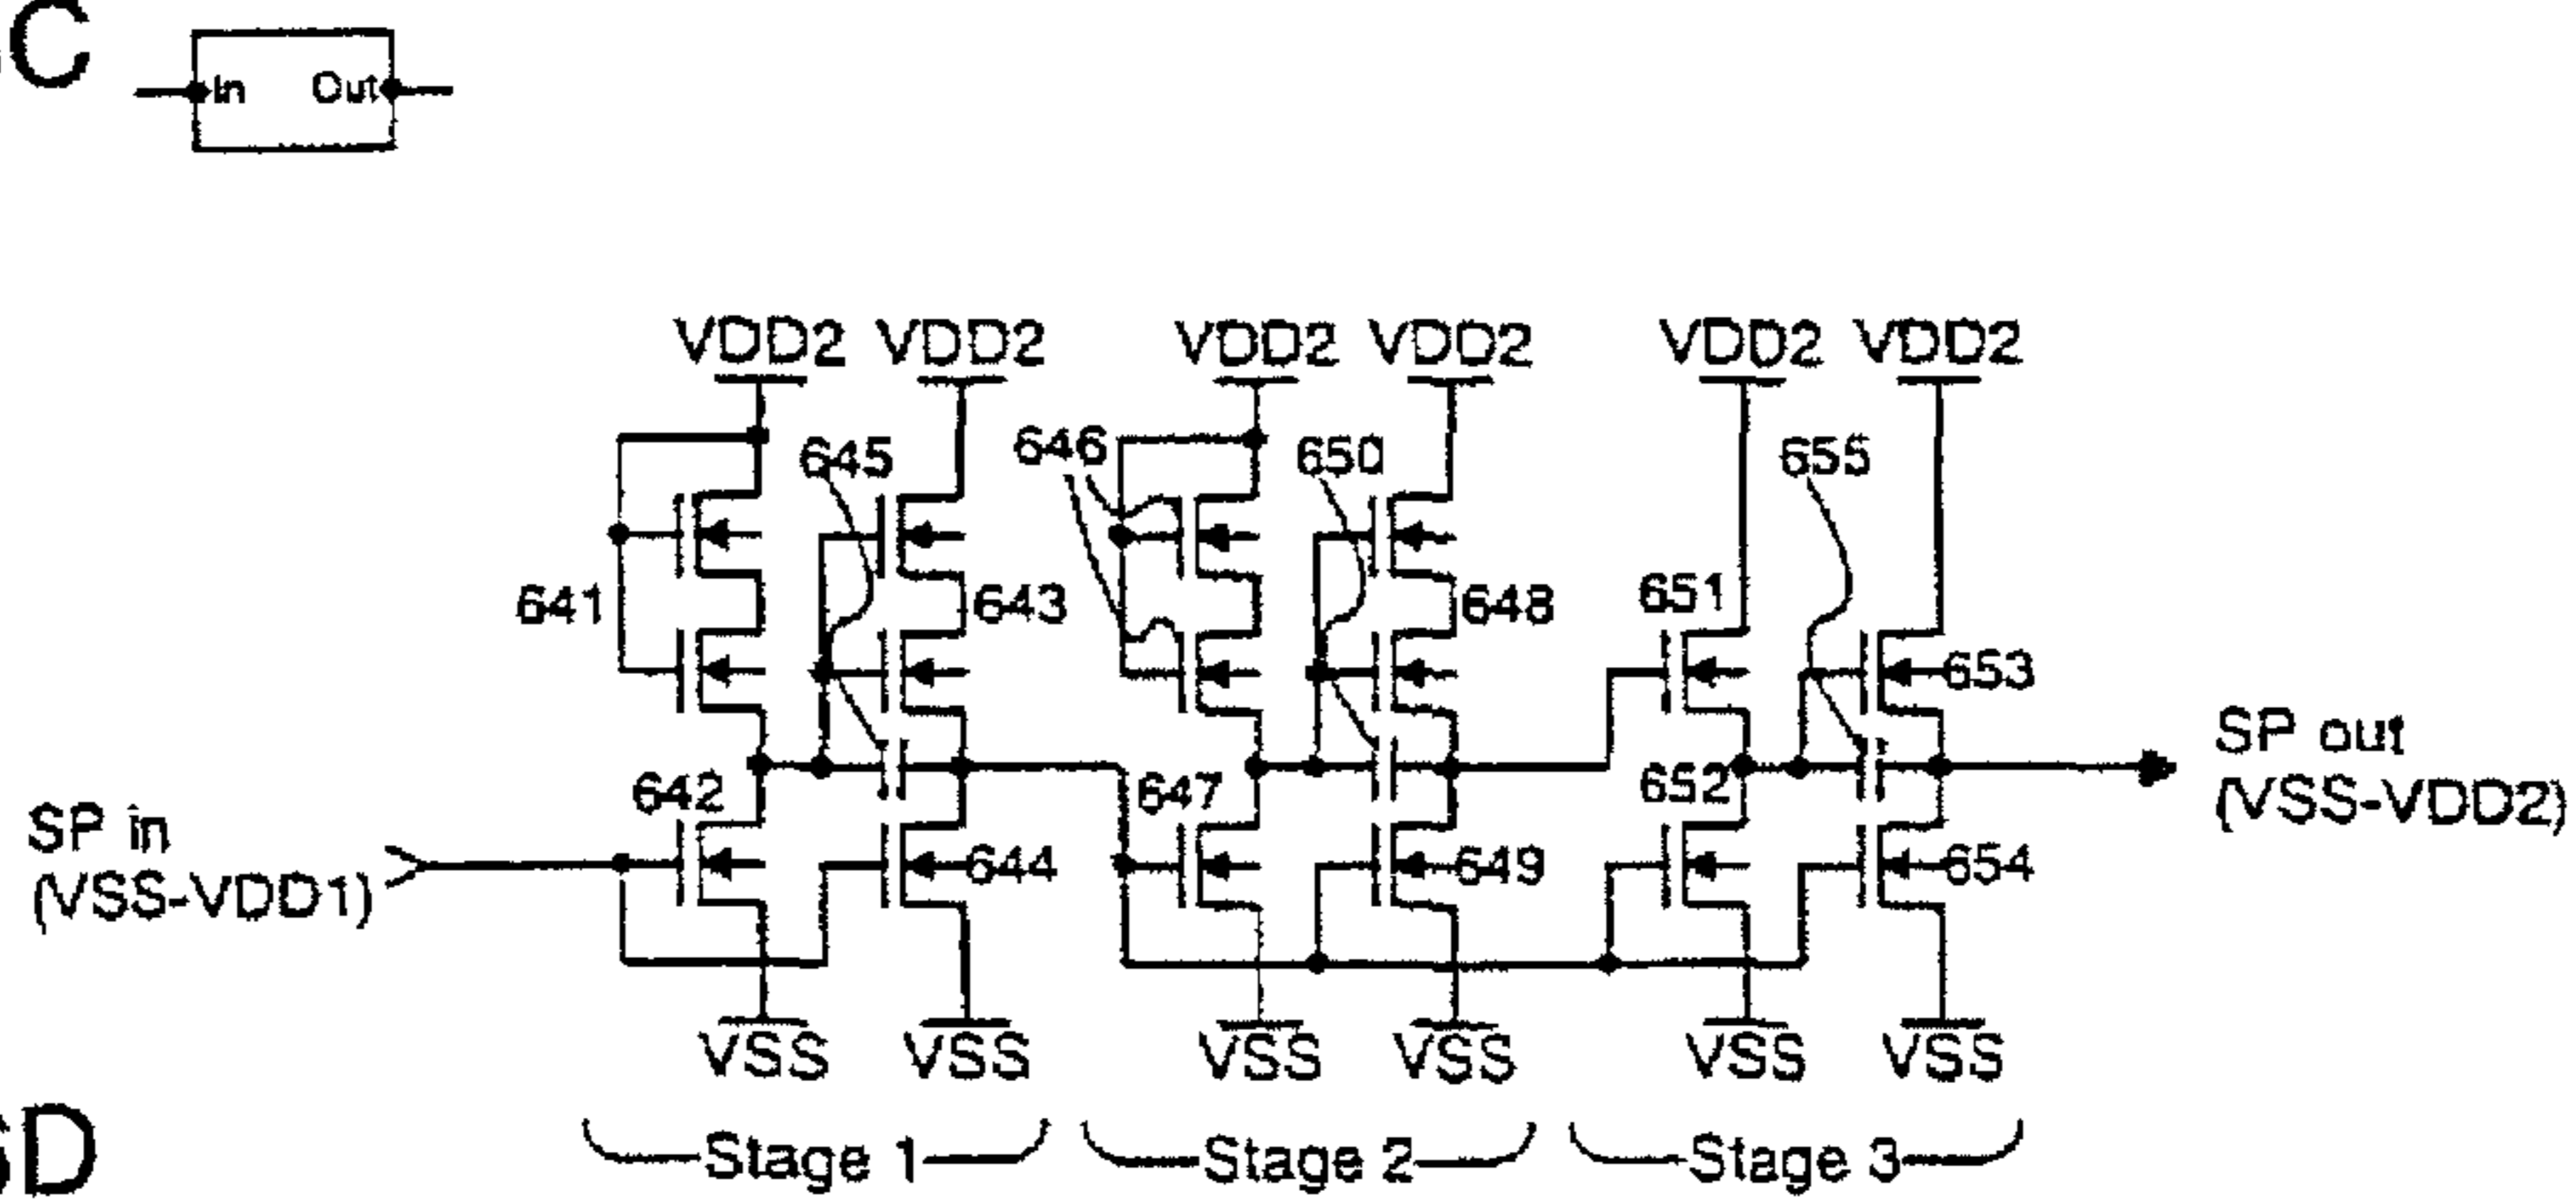 C
In Out
VDD2 VDD2 VDD2 VDD2 VDD2 VDD2
645 646 650 655
641 643 648 651
653
SP out
(VSS-VDD2)
642 647 652
SP in
(VSS-VDD1)
644 649 654
VSS VSS VSS VSS VSS VSS
Stage 1 Stage 2 Stage 3
6D